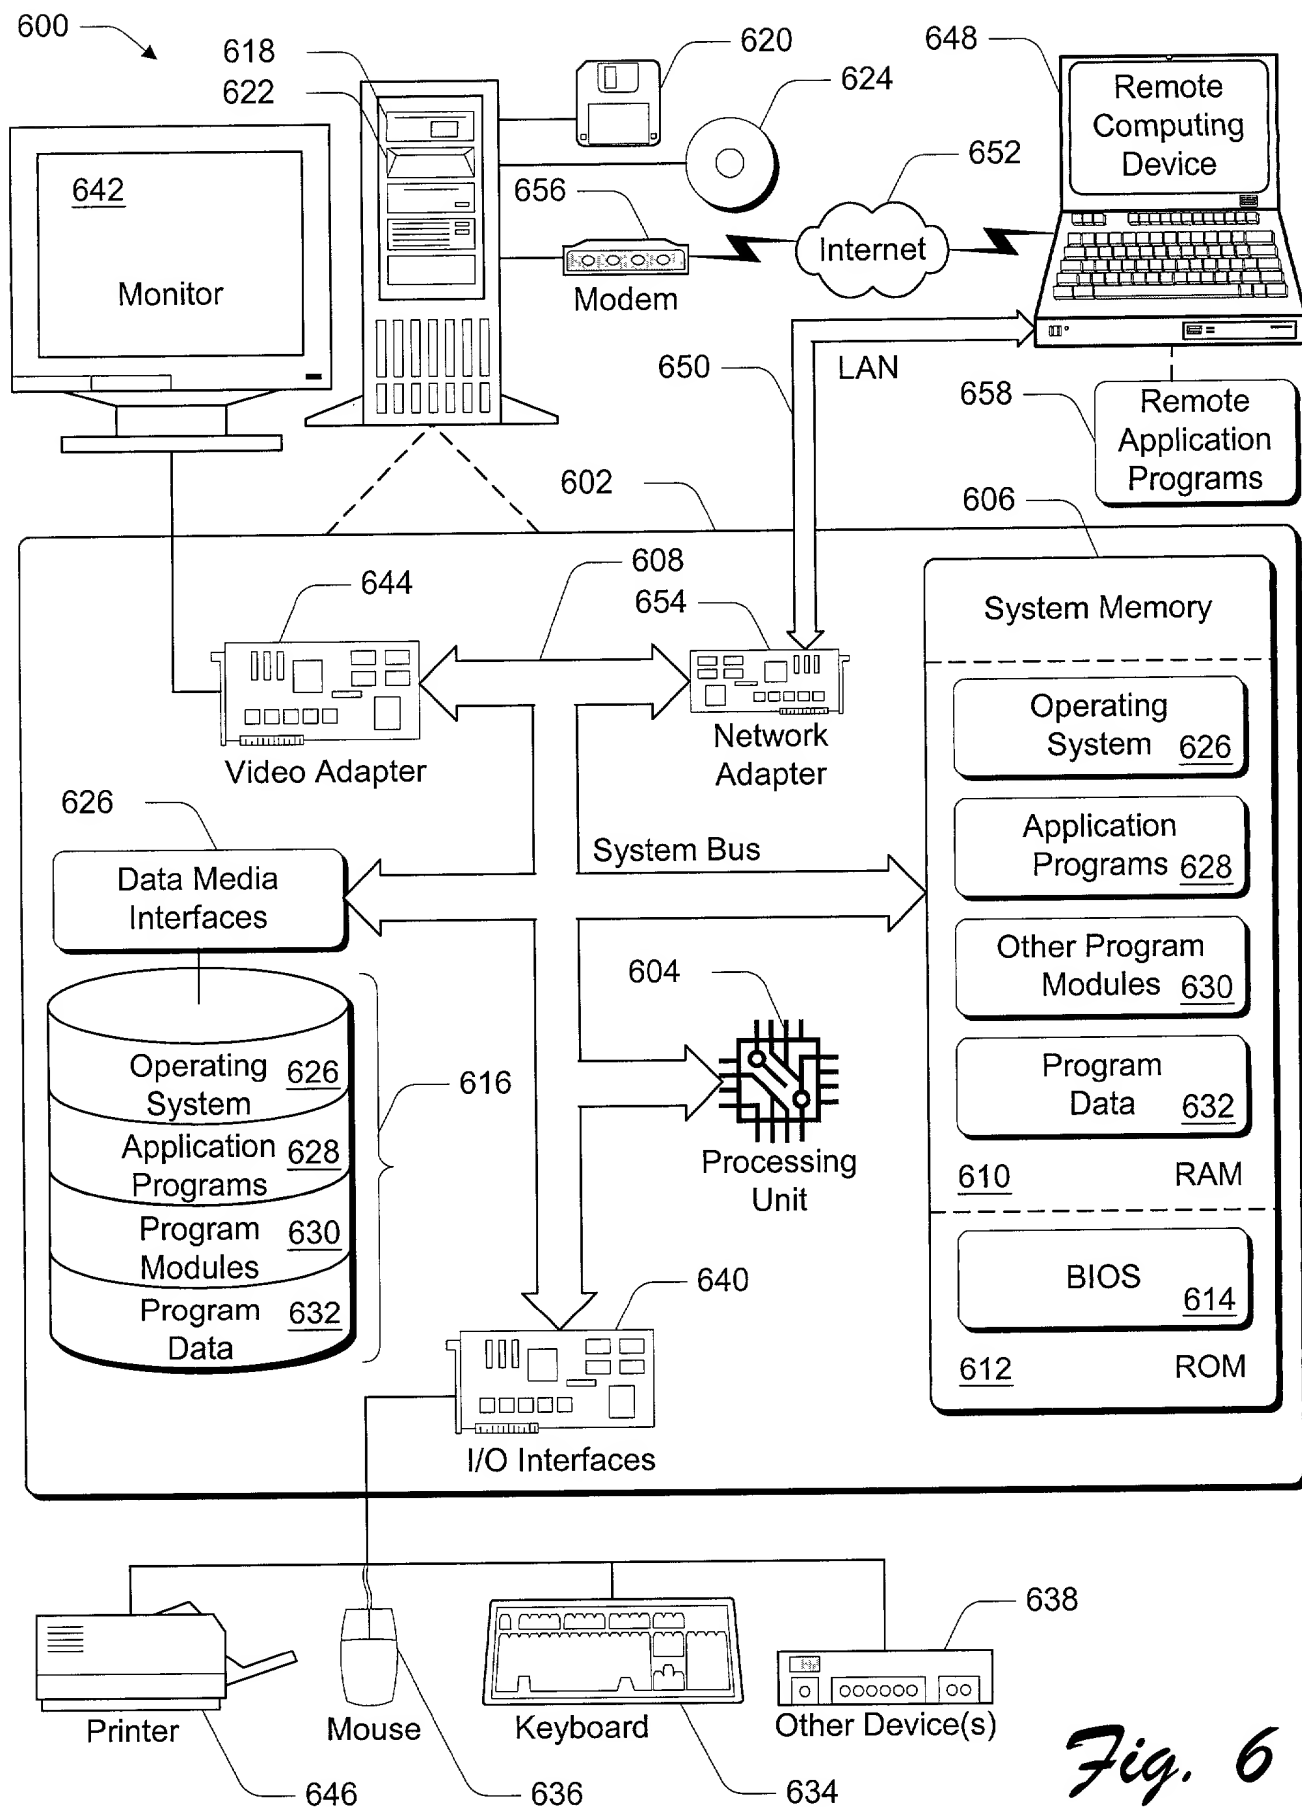 600
618
622
620
624
648
Remote
Computing
Device
642
Monitor
656
652
Internet
Modem
650
LAN
658
Remote
Application
Programs
602
606
608
644
654
System Memory
Operating
System 626
Network
Adapter
Video Adapter
626
Application
Programs 628
System Bus
Data Media
Interfaces
Other Program
Modules 630
604
Operating
System 626
616
Program
Data 632
Application
Programs 628
Processing
Unit
610 RAM
Program
Modules 630
640
BIOS
614
Program
Data 632
612 ROM
I/O Interfaces
638
Printer
Mouse
Keyboard
Other Device(s)
646
636
634
Fig. 6